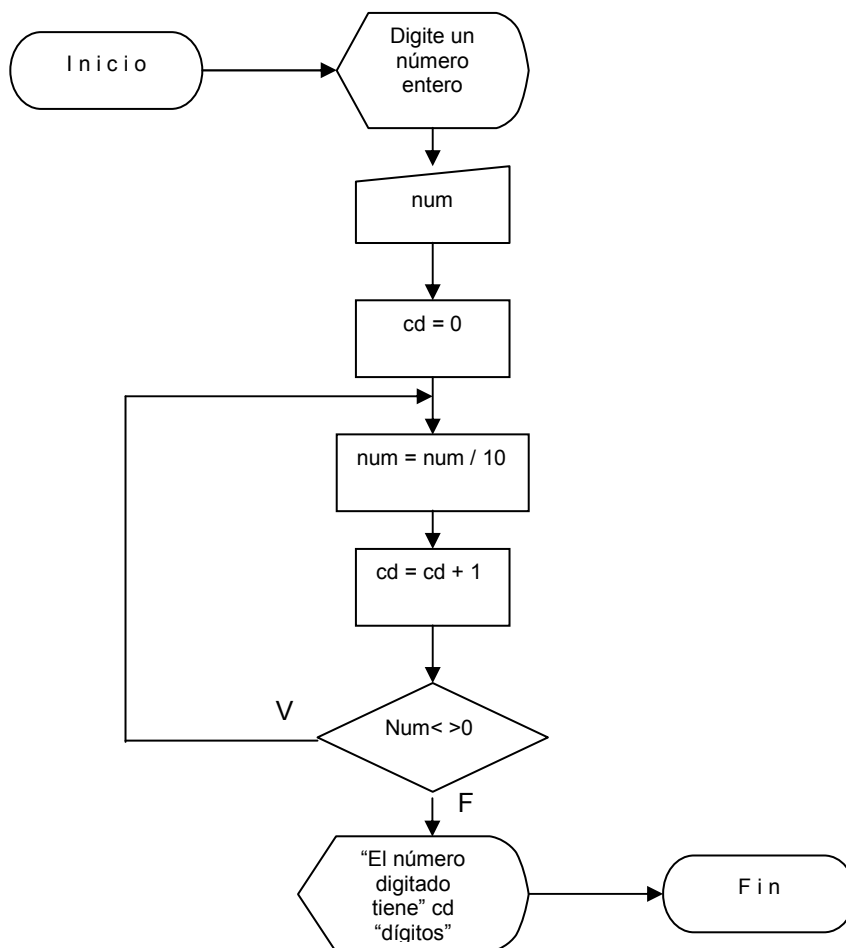 Inicio
Digite un
número
entero
num
cd = 0
num = num / 10
cd = cd + 1
V
Num< >0
F
“El número
digitado
tiene” cd
“dígitos”
Fin